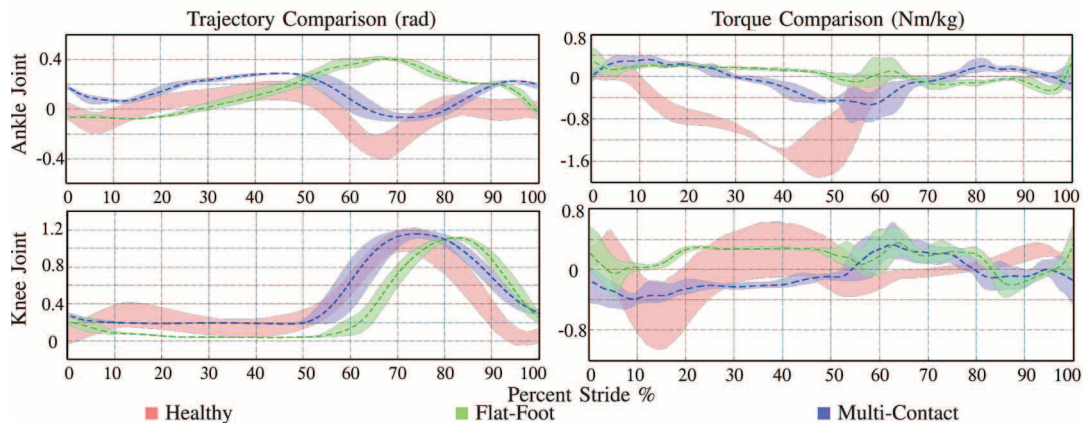 Trajectory Comparison (rad) Torque Comparison (Nm/kg)
Ankle Joint
0.4
0
-0.4
0 10 20 30 40 50 60 70 80 90 100
0.8
0
-0.8
-1.6
0 10 20 30 40 50 60 70 80 90 100
Knee Joint
1.2
0.8
0.4
0
0 10 20 30 40 50 60 70 80 90 100
0.8
0
-0.8
0 10 20 30 40 50 60 70 80 90 100
Percent Stride %
Healthy Flat-Foot Multi-Contact